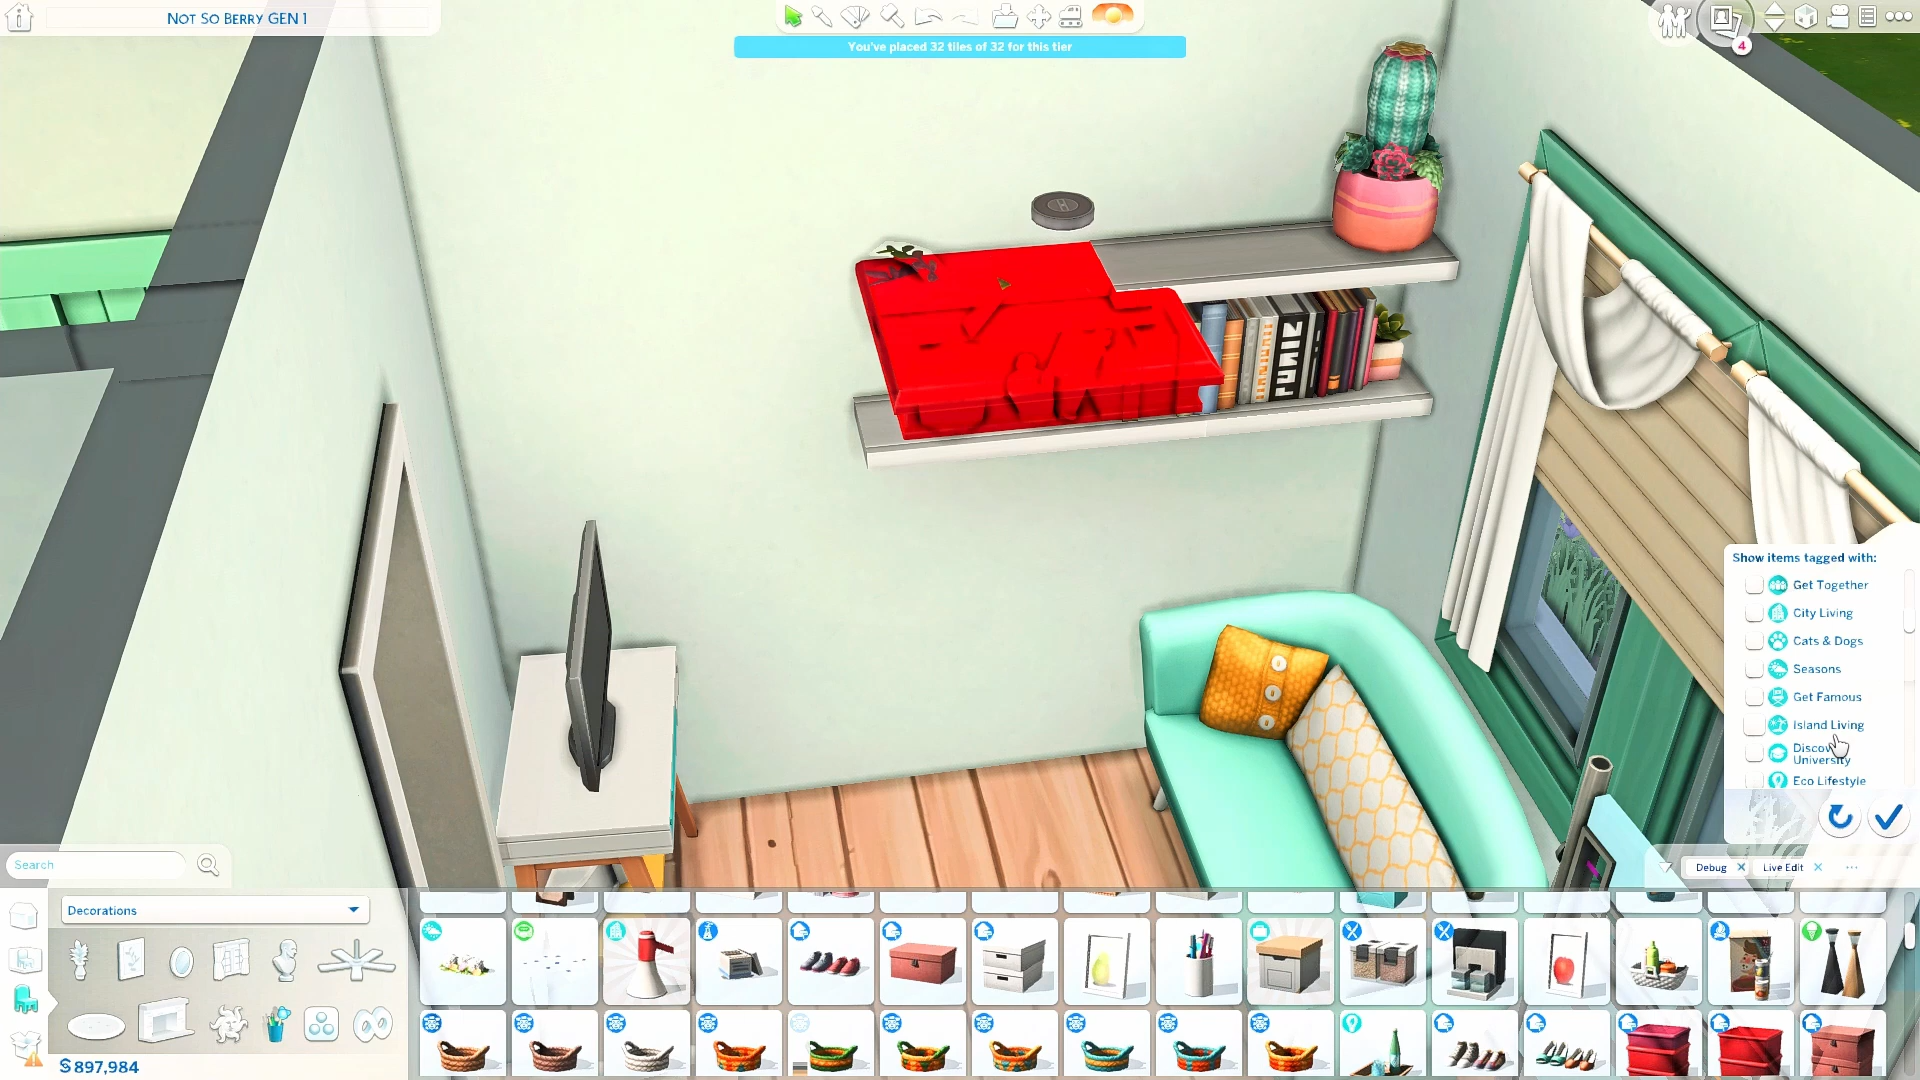 Not So Berry GEN 1
You've placed 32 tiles of 32 for this tier
4
Show items tagged with:
Get Together
City Living
Cats & Dogs
Seasons
Get Famous
Island Living
University
Eco Lifestyle
Search
Debug
Live Edit
Decorations
§897,984